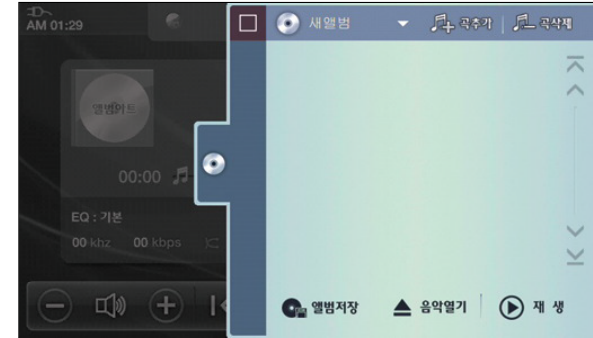 AM 01:29
새앨범
곡추가
곡삭제
앨범아트
00:00
EQ : 기본
00 khz 00 kbps
앨범저장 음악열기 재 생